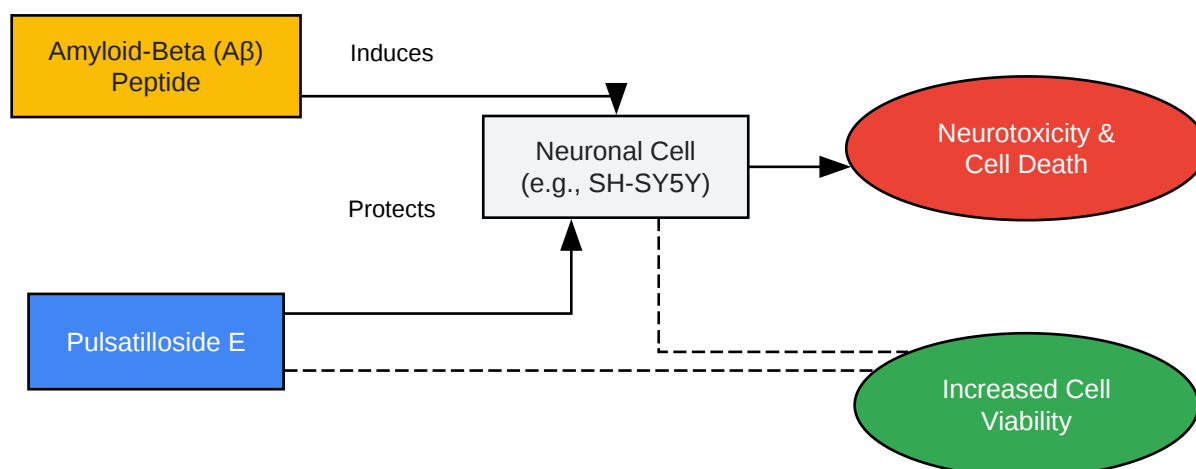 Amyloid-Beta (Aβ)
Peptide
Induces
Neuronal Cell
(e.g., SH-SY5Y)
Neurotoxicity &
Cell Death
Protects
Pulsatilloside E
Increased Cell
Viability